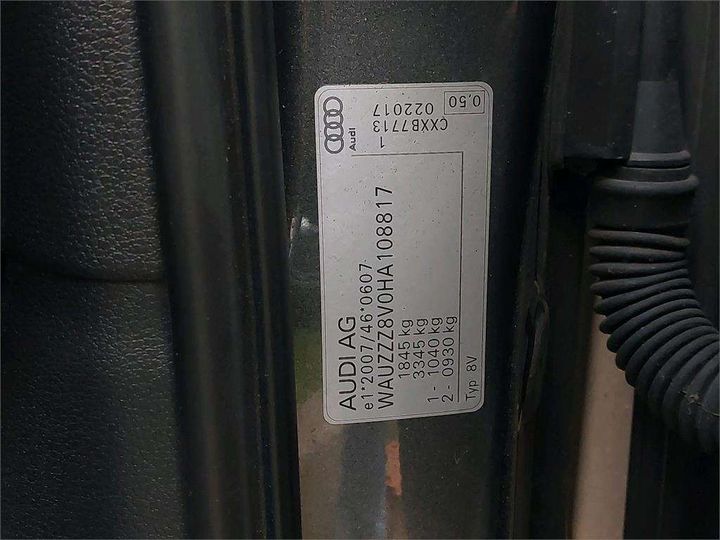 AUDI AG
e1*2007/46*0607
WAUZZZ8V0HA108817
1845 kg
3345 kg
1 - 1040 kg
2 - 0930 kg
Typ 8V
Audi
1
CXXB7713
022017
0,50